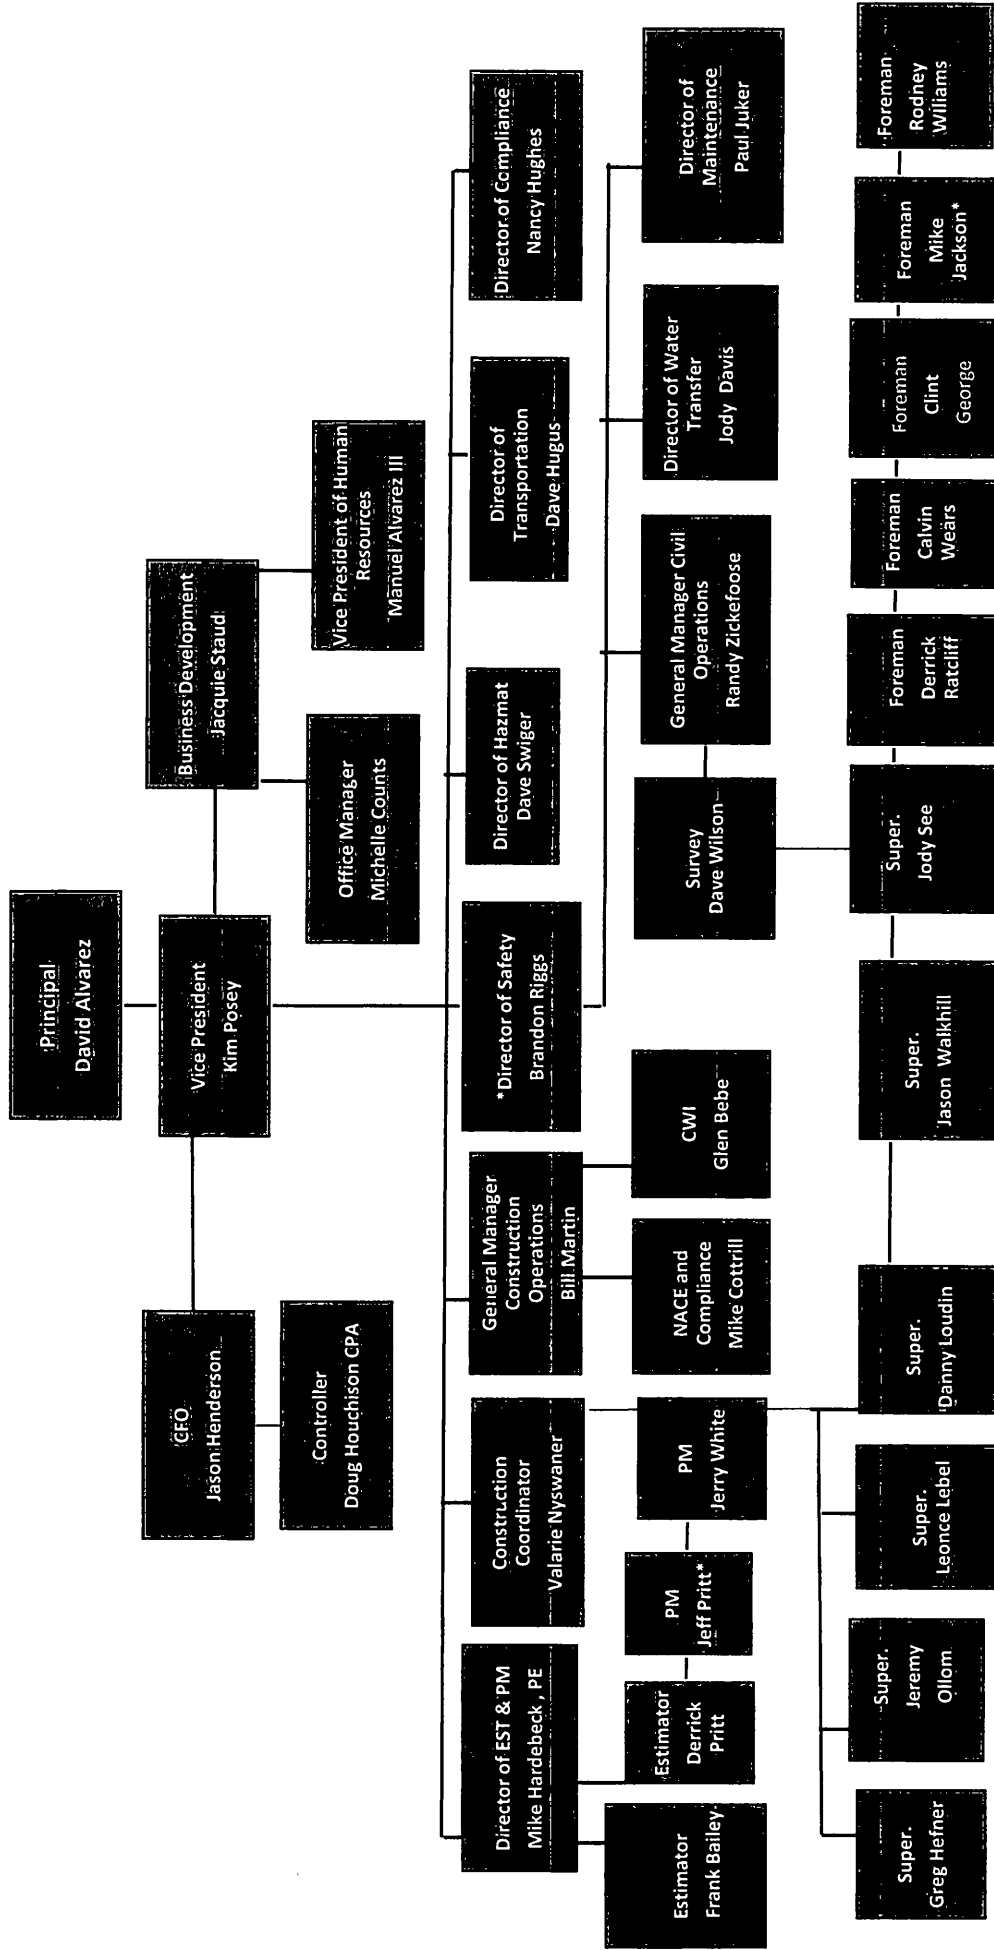 Principal
David Alvarez
Vice President
Kim Posey
CFO
Jason Henderson
Business Development
Jacquie Staud
Controller
Doug Houchison CPA
Office Manager
Michelle Counts
Vice President of Human
Resources
Manuel Alvarez III
Director of EST & PM
Mike Hardebeck , PE
Construction
Coordinator
Valarie Nyswaner
General Manager
Construction
Operations
Bill Martin
*Director of Safety
Brandon Riggs
Director of Hazmat
Dave Swiger
Director of
Transportation
Dave Hugus
Director of Compliance
Nancy Hughes
Estimator
Frank Bailey
Estimator
Derrick
Pritt
PM
Jeff Pritt*
PM
Jerry White
NACE and
Compliance
Mike Cottrill
CWI
Glen Bebe
Survey
Dave Wilson
General Manager Civil
Operations
Randy Zickefoose
Director of Water
Transfer
Jody Davis
Director of
Maintenance
Paul Juker
Super.
Greg Hefner
Super.
Jeremy
Ollom
Super.
Leonce Lebel
Super.
Danny Loudin
Super.
Jason Walkhill
Super.
Jody See
Foreman
Derrick
Ratcliff
Foreman
Calvin
Wears
Foreman
Clint
George
Foreman
Mike
Jackson*
Foreman
Rodney
Wlliams